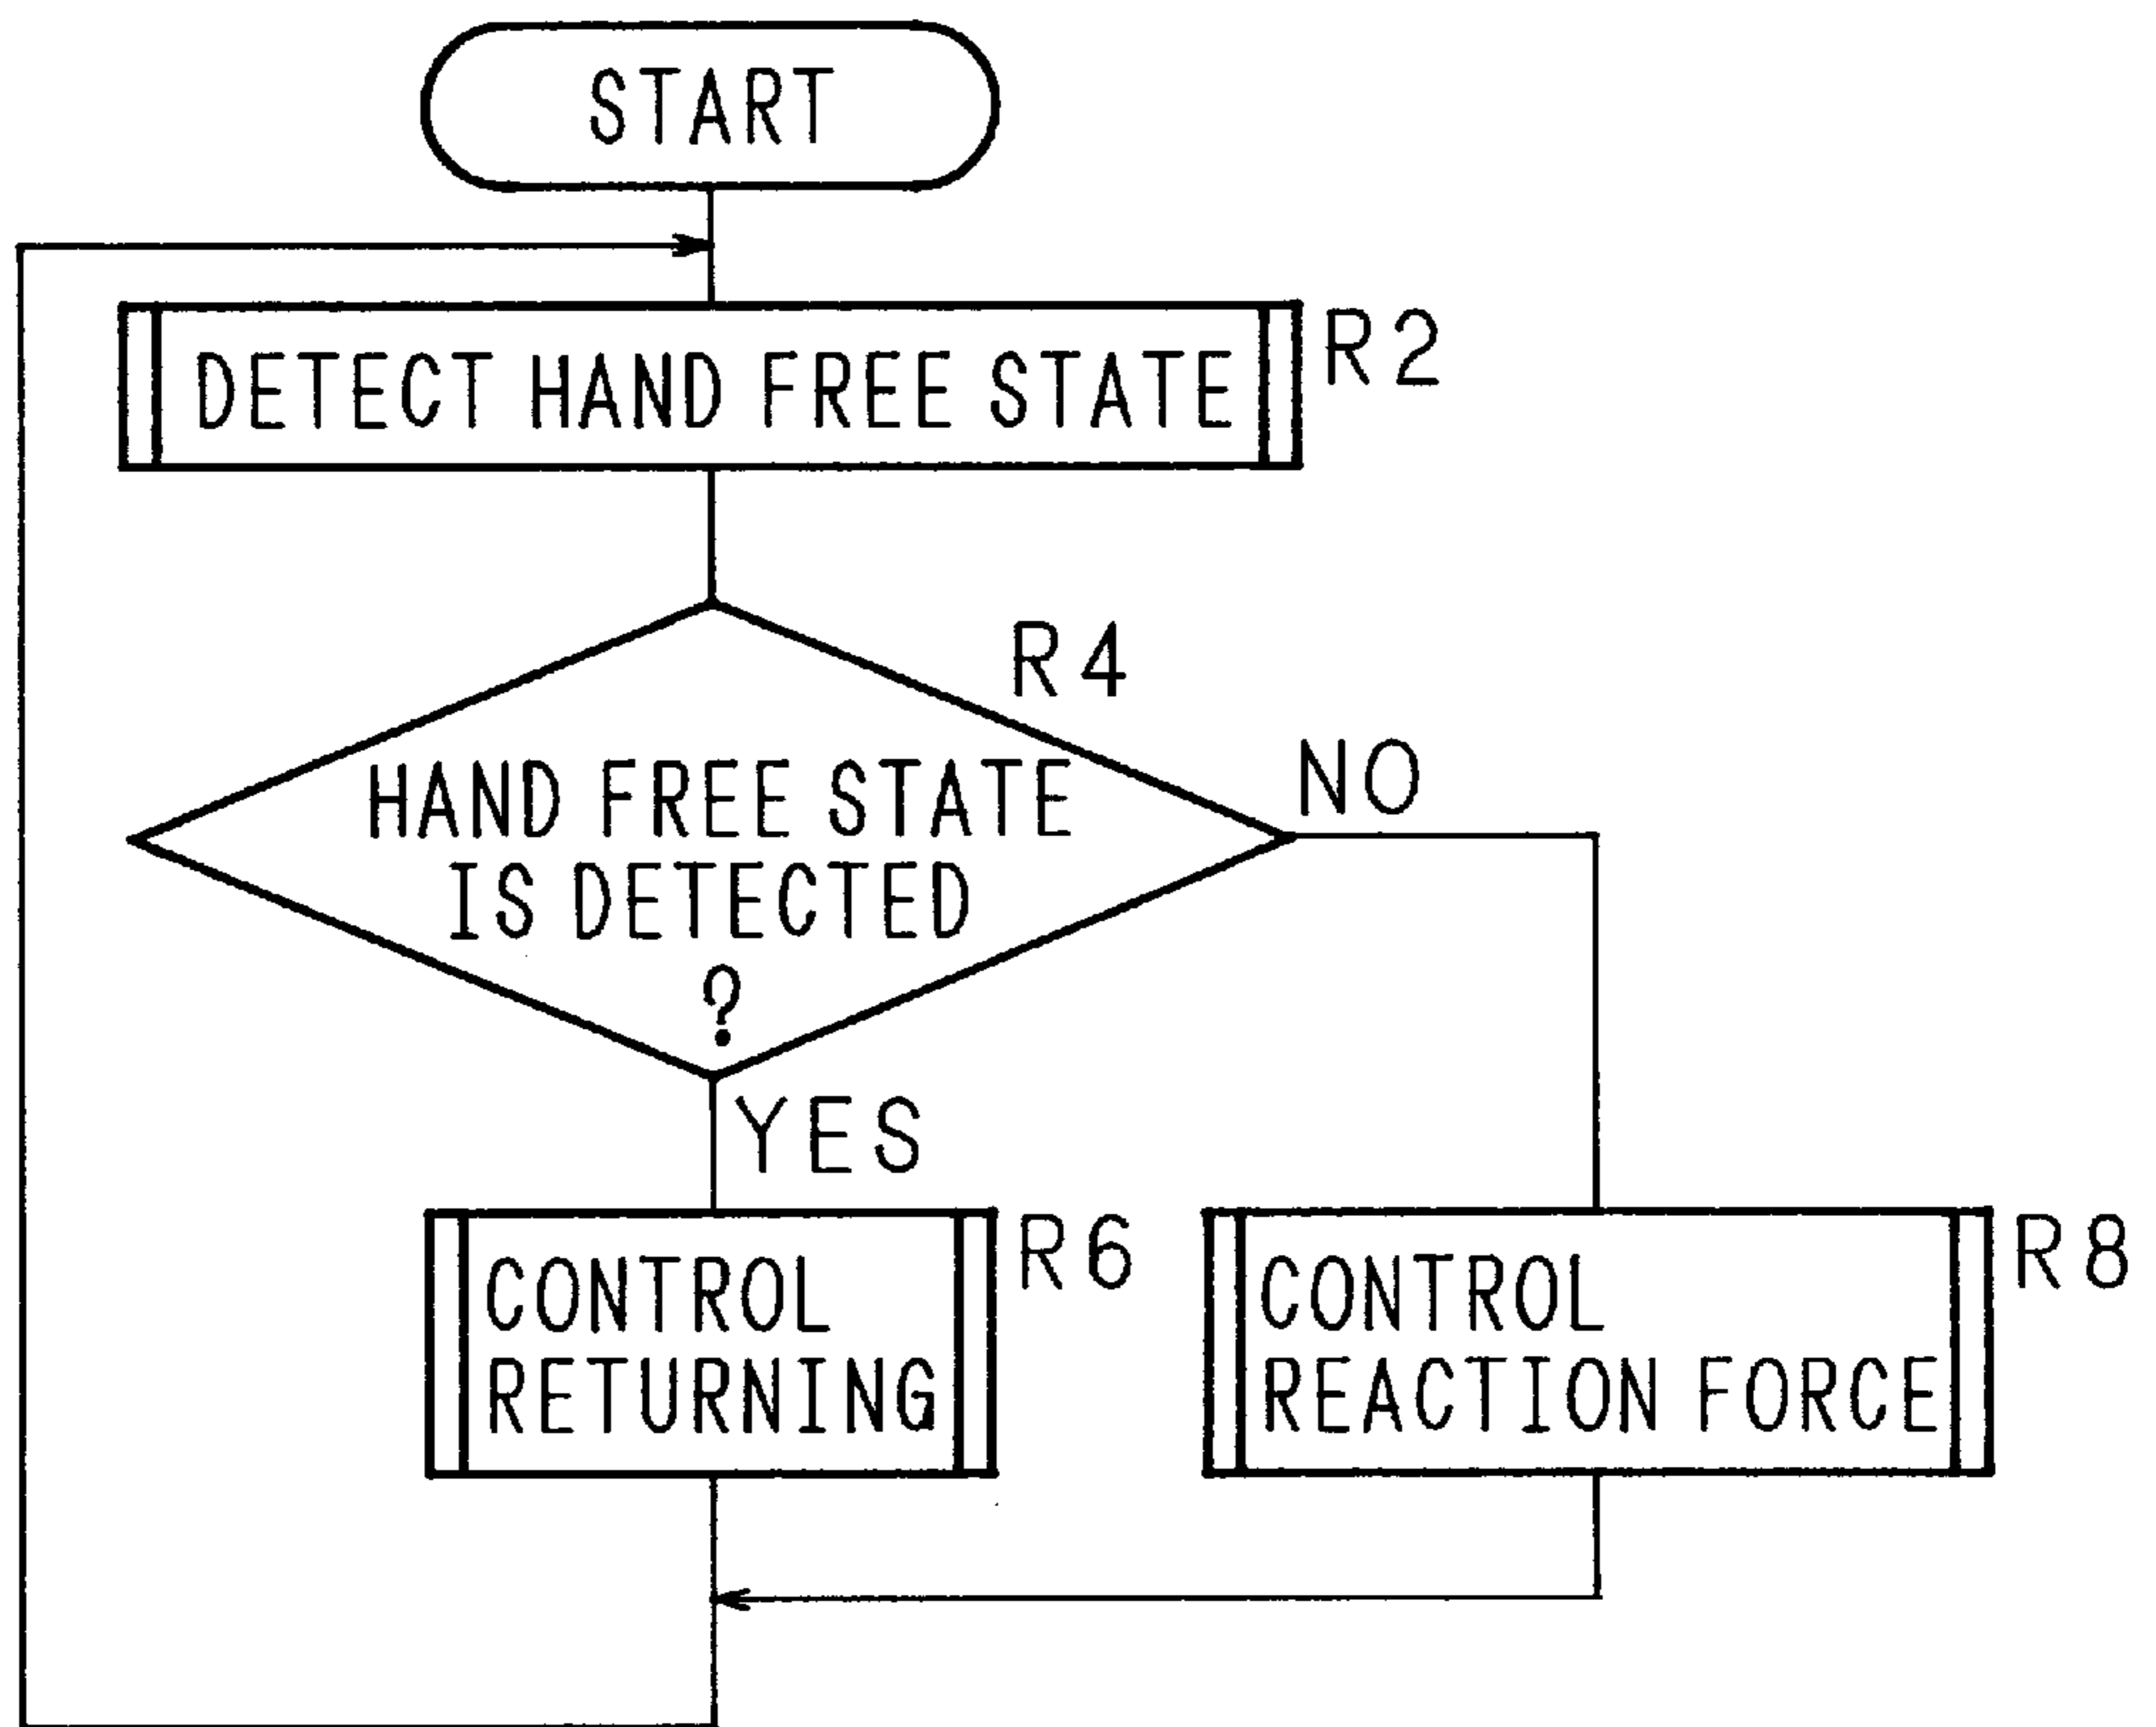 START
DETECT HAND FREE STATE
R2
R4
HAND FREE STATE
IS DETECTED
?
NO
YES
CONTROL
RETURNING
R6
CONTROL
REACTION FORCE
R8